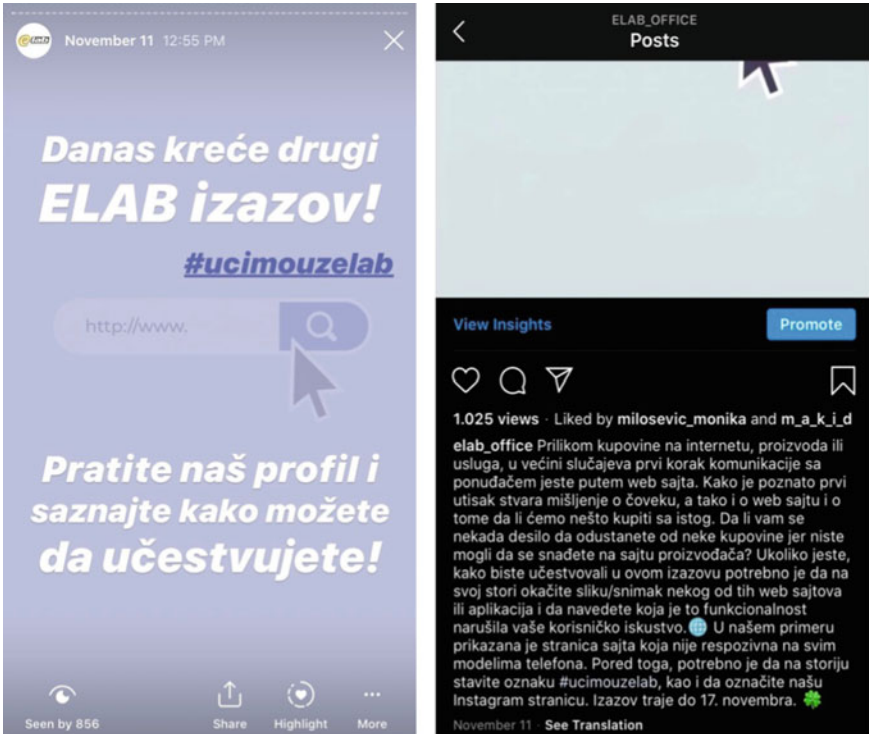 elab
November 11 12:55 PM
Danas kreće drugi
ELAB izazov!
#ucimouzelab
http://www.
Pratite naš profil i
saznajte kako možete
da učestvujete!
Seen by 856
Share
Highlight
More
ELAB_OFFICE
Posts
View Insights
Promote
1.025 views · Liked by milosevic_monika and m_a_k_i_d
elab_office Prilikom kupovine na internetu, proizvoda ili
usluga, u većini slučajeva prvi korak komunikacije sa
ponuđačem jeste putem web sajta. Kako je poznato prvi
utisak stvara mišljenje o čoveku, a tako i o web sajtu i o
tome da li ćemo nešto kupiti sa istog. Da li vam se
nekada desilo da odustanete od neke kupovine jer niste
mogli da se snađete na sajtu proizvođača? Ukoliko jeste,
kako biste učestvovali u ovom izazovu potrebno je da na
svoj stori okačite sliku/snimak nekog od tih web sajtova
ili aplikacija i da navedete koja je to funkcionalnost
narušila vaše korisničko iskustvo.🌐 U našem primeru
prikazana je stranica sajta koja nije respozivna na svim
modelima telefona. Pored toga, potrebno je da na storiju
stavite oznaku #ucimouzelab, kao i da označite našu
Instagram stranicu. Izazov traje do 17. novembra. 🍀
November 11 · See Translation